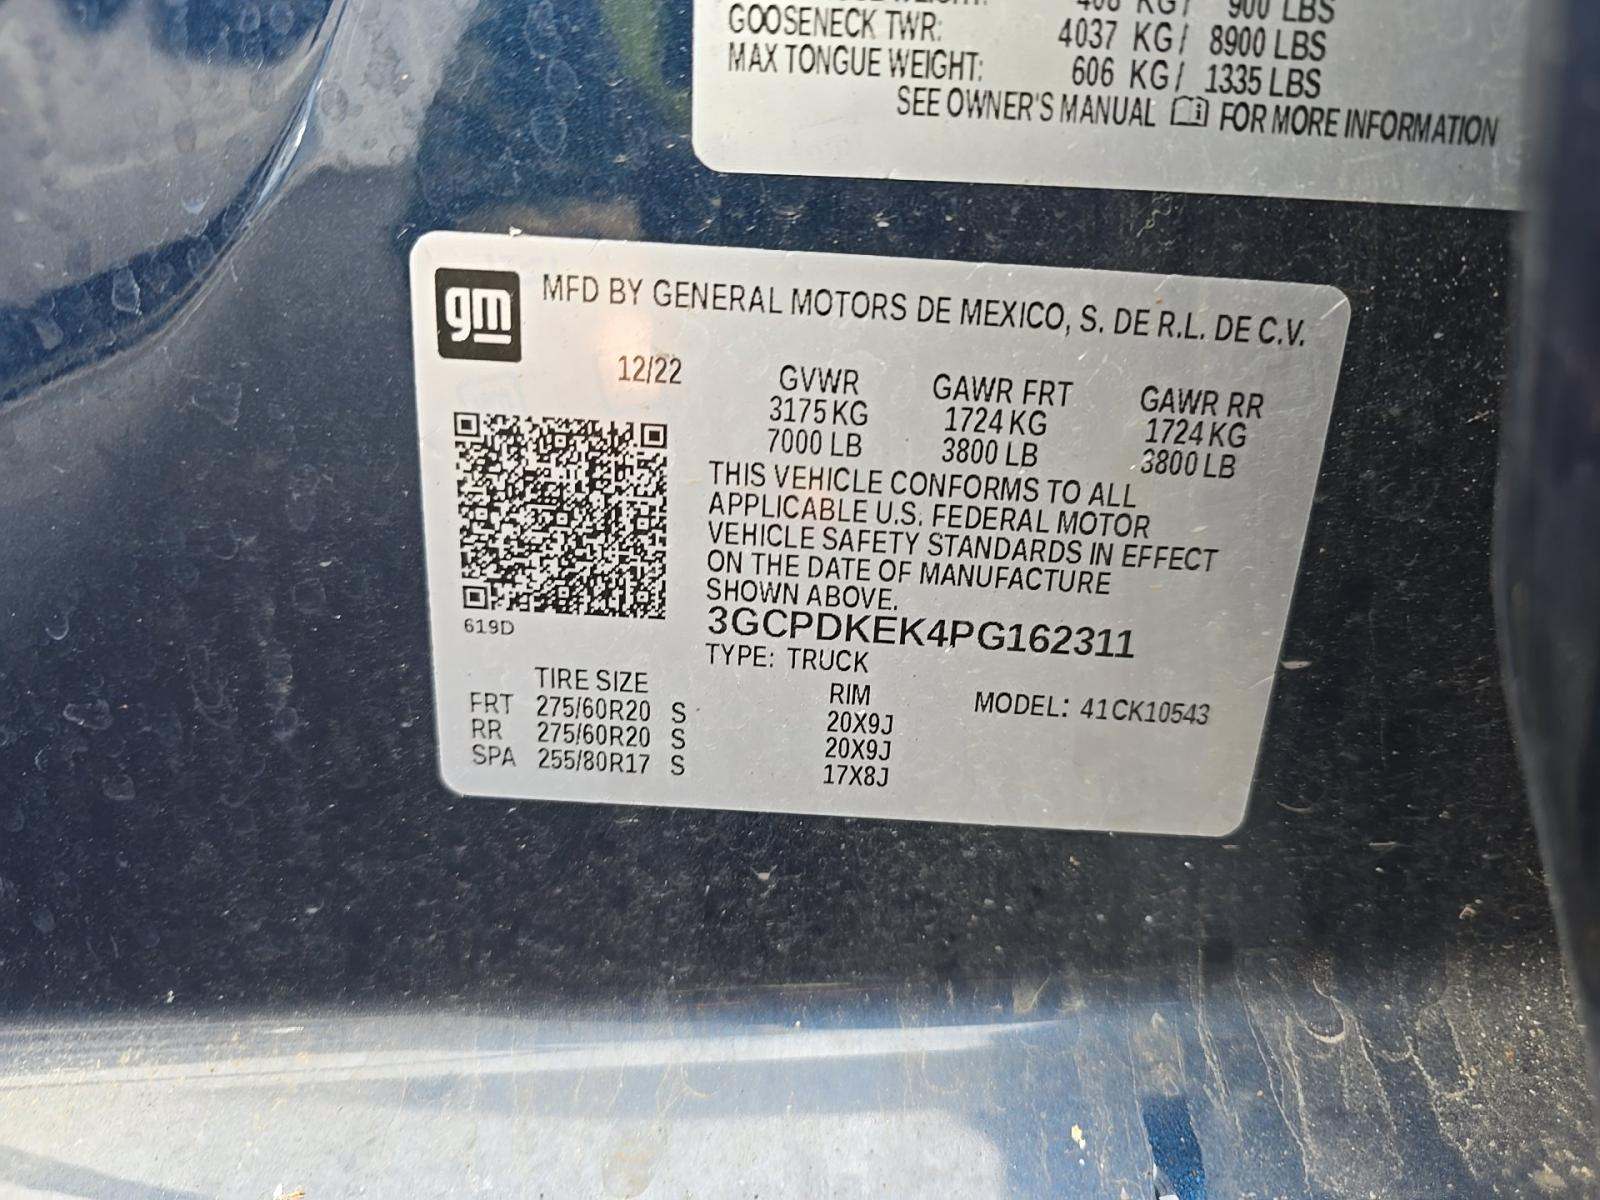 408 KG/ 900 LBS
GOOSENECK TWR: 4037 KG/ 8900 LBS
MAX TONGUE WEIGHT: 606 KG/ 1335 LBS
SEE OWNER'S MANUAL FOR MORE INFORMATION
gm
MFD BY GENERAL MOTORS DE MEXICO, S. DE R.L. DE C.V.
12/22 GVWR GAWR FRT GAWR RR
3175 KG 1724 KG 1724 KG
7000 LB 3800 LB 3800 LB
THIS VEHICLE CONFORMS TO ALL
APPLICABLE U.S. FEDERAL MOTOR
VEHICLE SAFETY STANDARDS IN EFFECT
ON THE DATE OF MANUFACTURE
SHOWN ABOVE.
619D
3GCPDKEK4PG162311
TYPE: TRUCK
TIRE SIZE RIM MODEL: 41CK10543
FRT 275/60R20 S 20X9J
RR 275/60R20 S 20X9J
SPA 255/80R17 S 17X8J